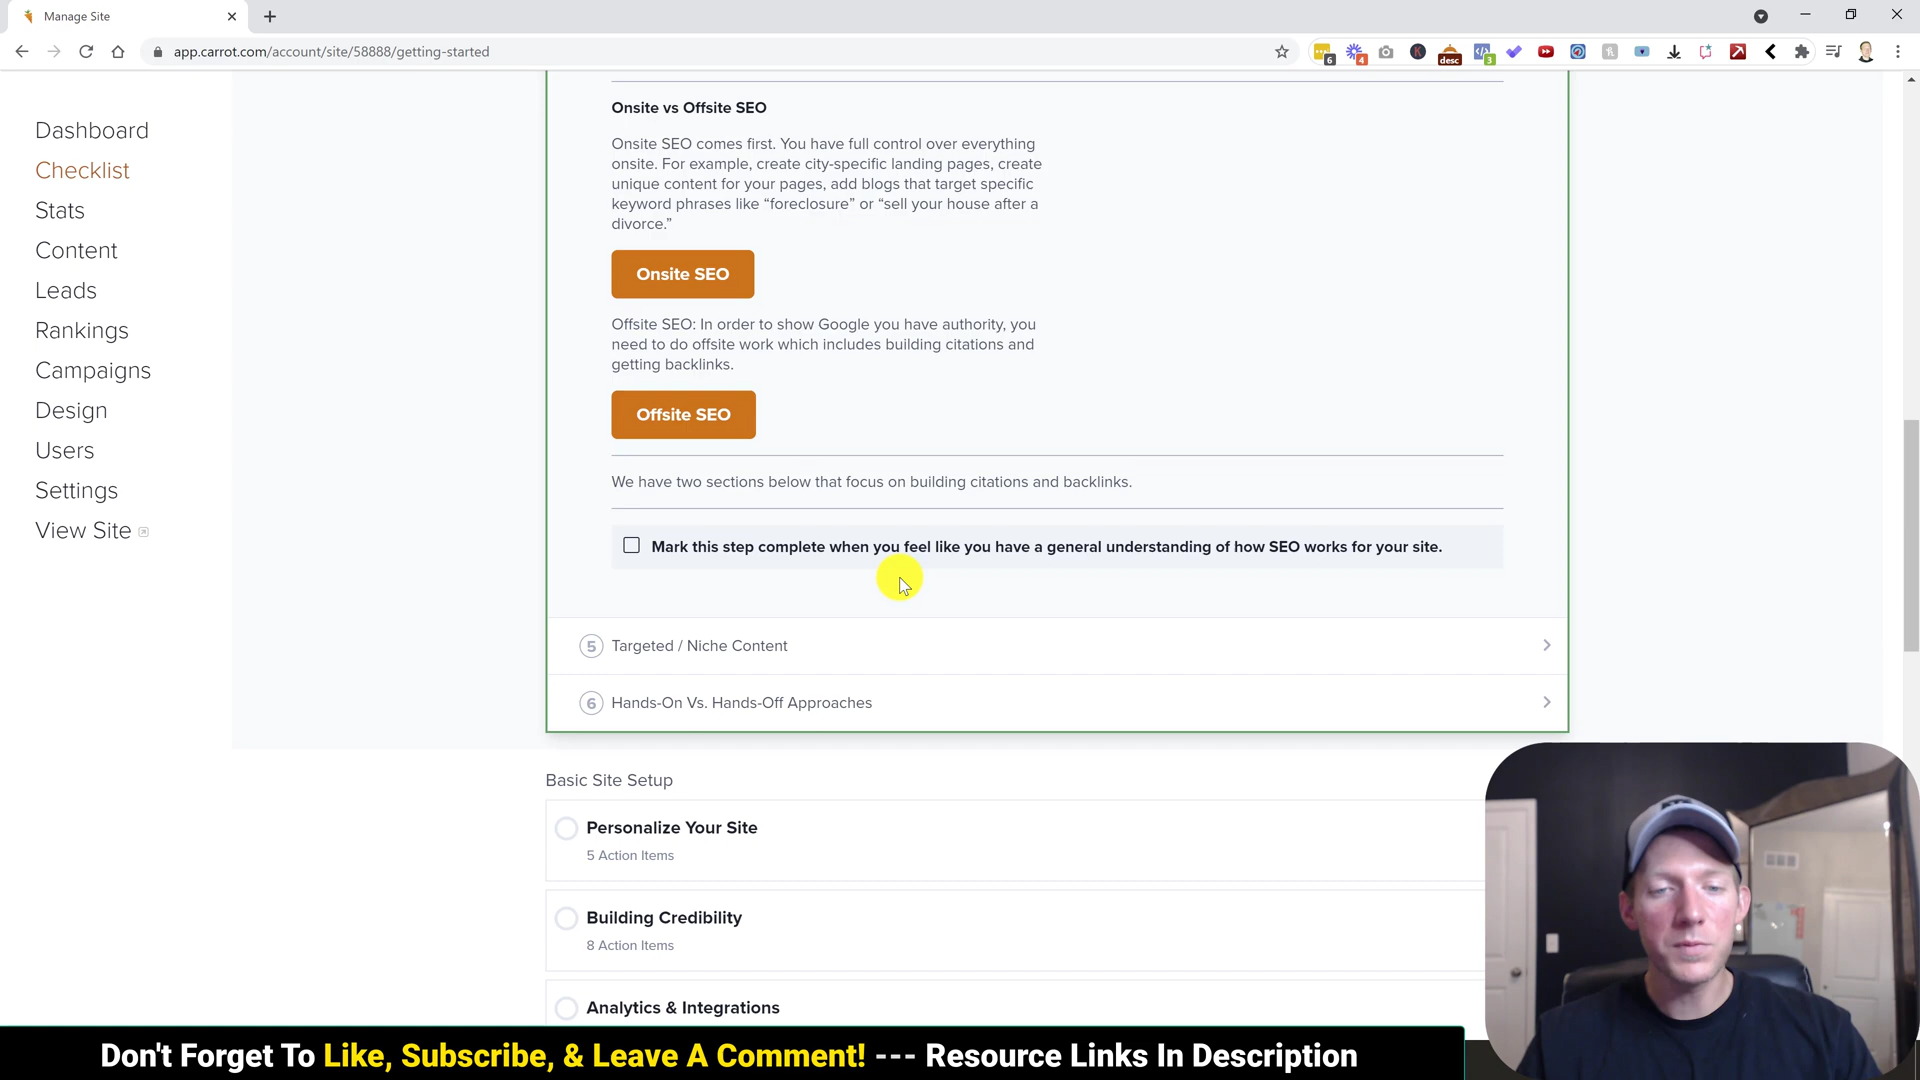 Manage Site
app.carrot.com/account/site/58888/getting-started
6
4
desc
3
Dashboard
Checklist
Stats
Content
Leads
Rankings
Campaigns
Design
Users
Settings
View Site
Onsite vs Offsite SEO
Onsite SEO comes first. You have full control over everything
onsite. For example, create city-specific landing pages, create
unique content for your pages, add blogs that target specific
keyword phrases like “foreclosure” or “sell your house after a
divorce.”
Onsite SEO
Offsite SEO: In order to show Google you have authority, you
need to do offsite work which includes building citations and
getting backlinks.
Offsite SEO
We have two sections below that focus on building citations and backlinks.
Mark this step complete when you feel like you have a general understanding of how SEO works for your site.
5 Targeted / Niche Content
6 Hands-On Vs. Hands-Off Approaches
Basic Site Setup
Personalize Your Site
5 Action Items
Building Credibility
8 Action Items
Analytics & Integrations
Don't Forget To Like, Subscribe, & Leave A Comment! --- Resource Links In Description